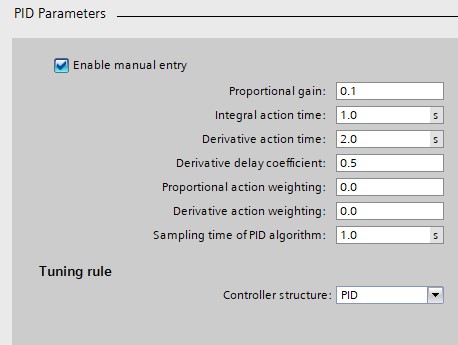 PID Parameters
Enable manual entry
Proportional gain: 0.1
Integral action time: 1.0 s
Derivative action time: 2.0 s
Derivative delay coefficient: 0.5
Proportional action weighting: 0.0
Derivative action weighting: 0.0
Sampling time of PID algorithm: 1.0 s
Tuning rule
Controller structure: PID